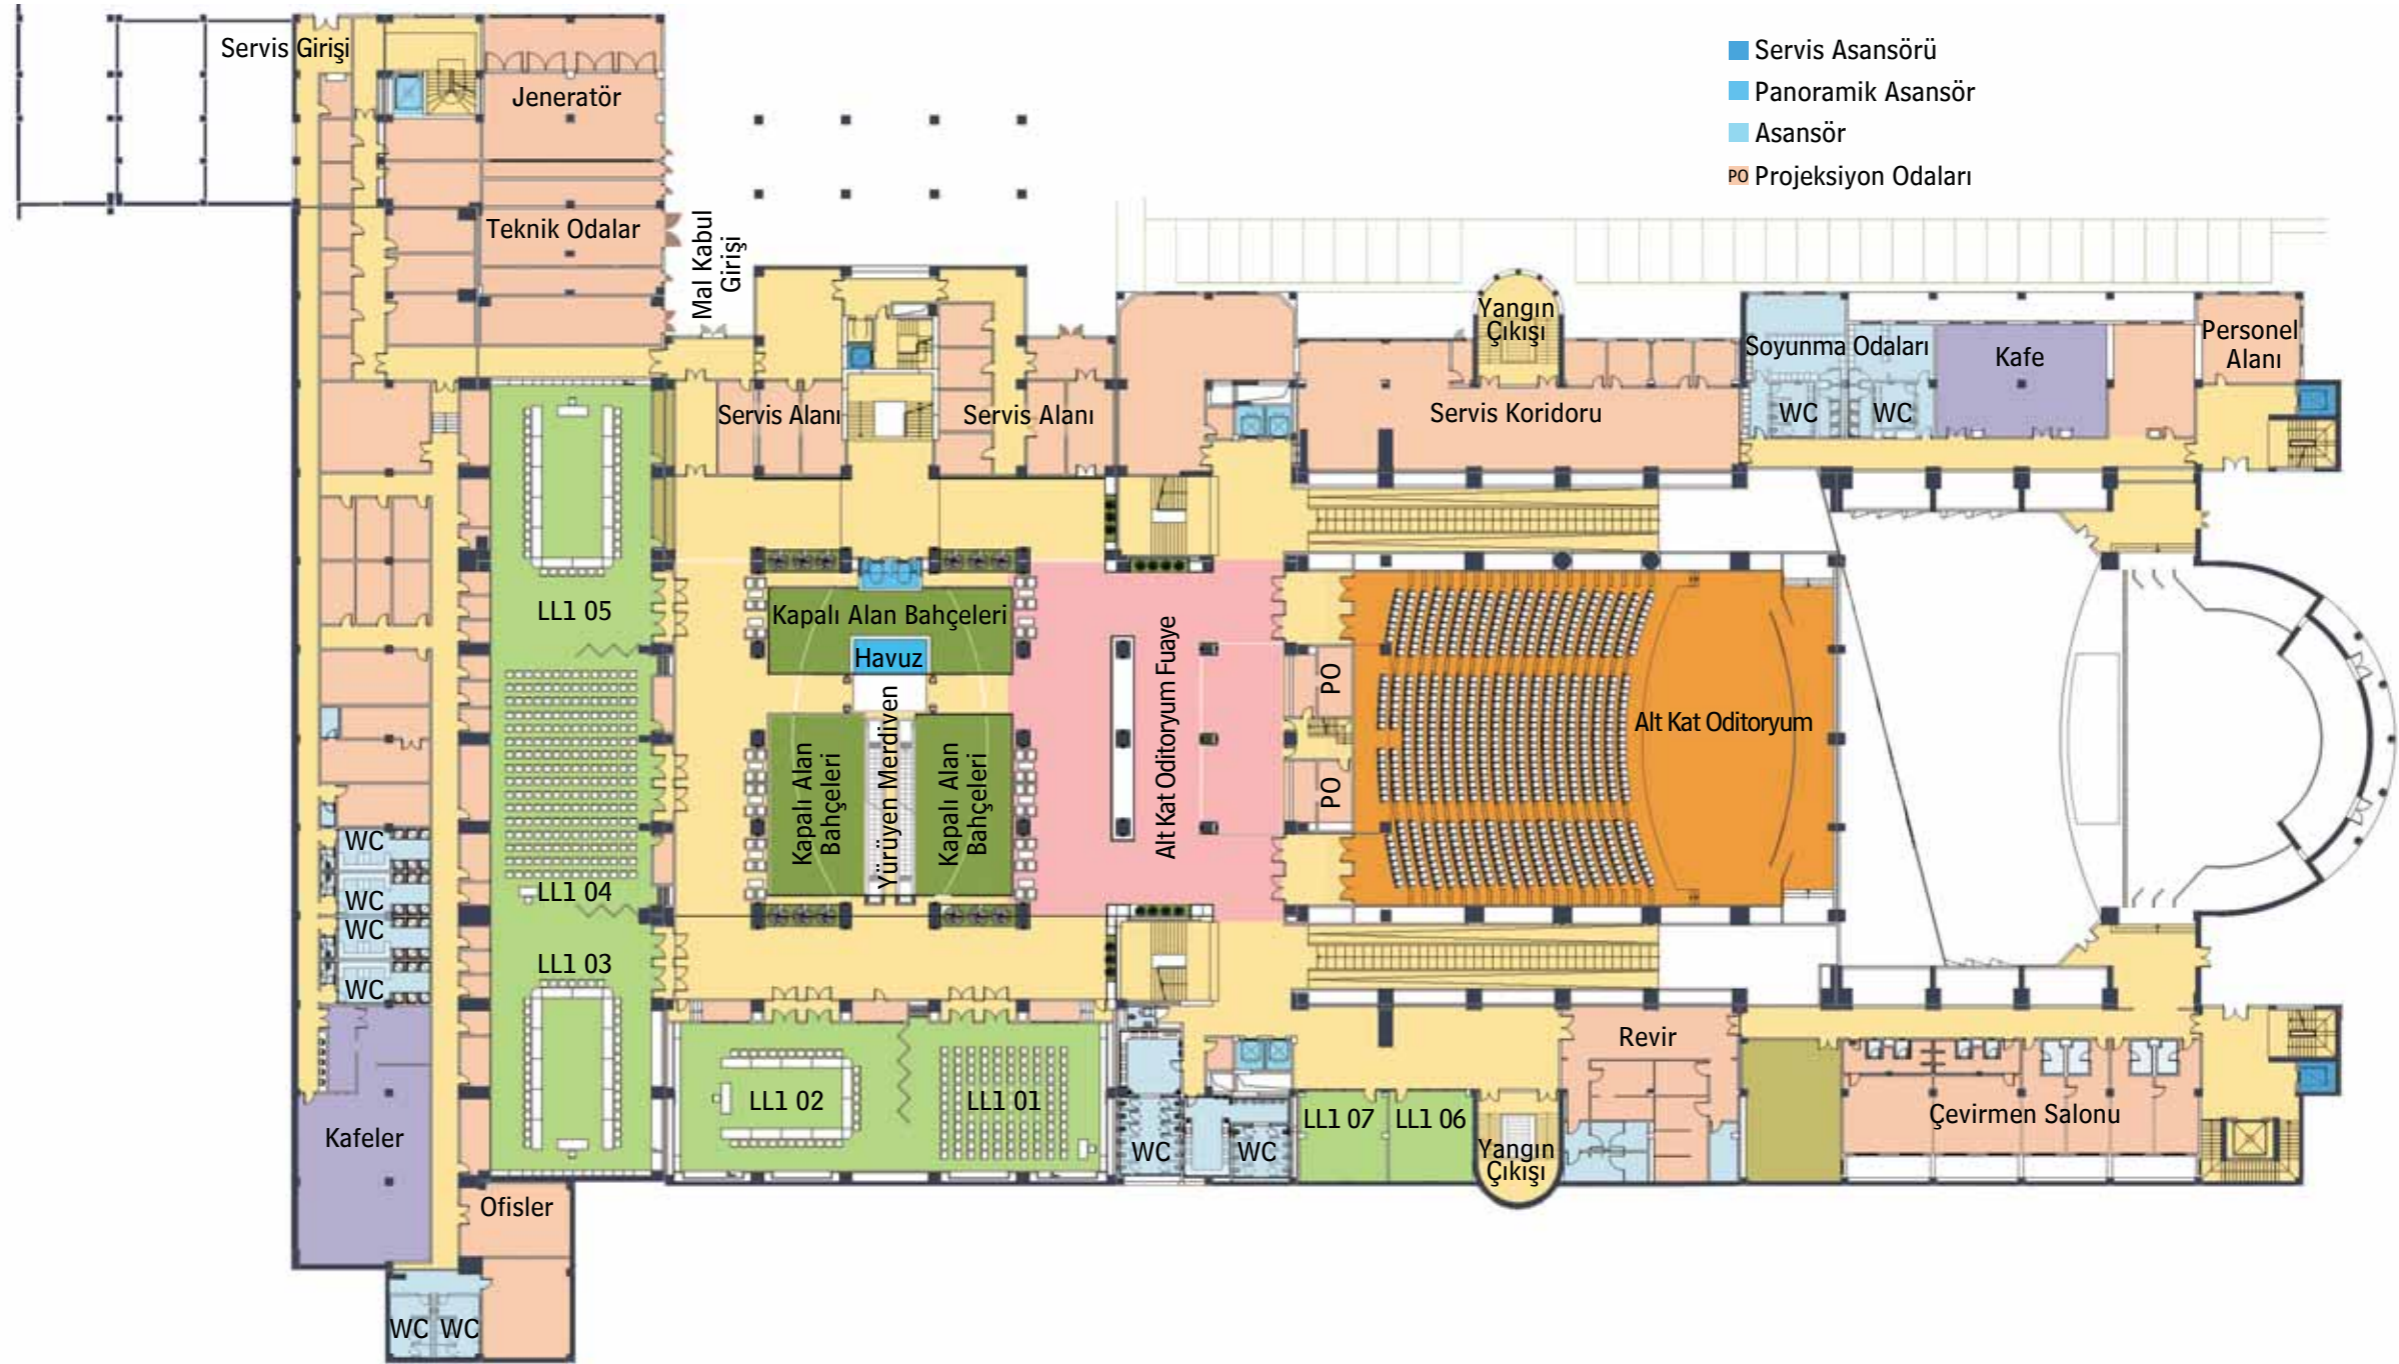 Servis Asansörü
Panoramik Asansör
Asansör
PO Projeksiyon Odaları
Servis Girişi
Jeneratör
Teknik Odalar
Mal Kabul
Girişi
Yangın
Çıkışı
Soyunma Odaları
Kafe
Personel
Alanı
Servis Alanı
Servis Alanı
Servis Koridoru
WC
WC
LL1 05
Kapalı Alan Bahçeleri
Havuz
Kapalı Alan
Bahçeleri
Yürüyen Merdiven
Kapalı Alan
Bahçeleri
Alt Kat Oditoryum Fuaye
PO
PO
Alt Kat Oditoryum
WC
WC
WC
WC
LL1 04
LL1 03
Kafeler
LL1 02
LL1 01
WC
WC
LL1 07
LL1 06
Yangın
Çıkışı
Revir
Çevirmen Salonu
Ofisler
WC
WC